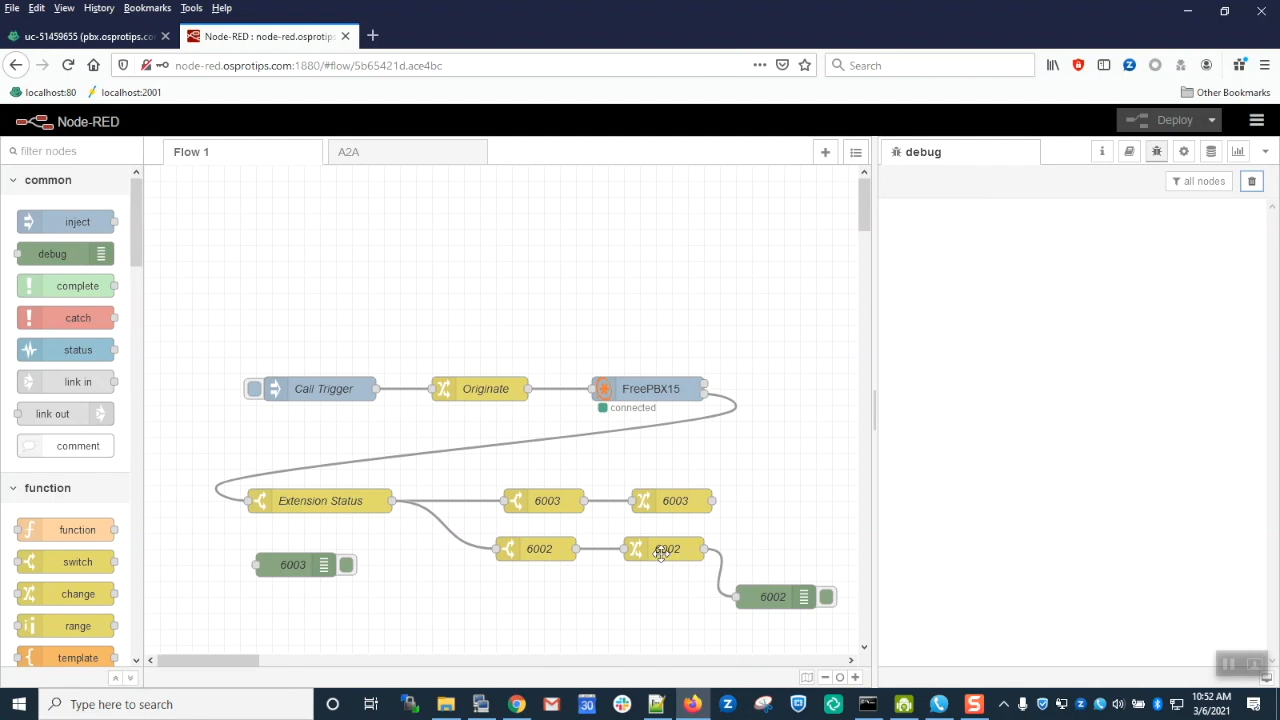 File Edit View History Bookmarks Tools Help
uc-51459655 (pbx.osprotips.co
Node-RED : node-red.osprotips
node-red.osprotips.com:1880/#flow/5b65421d.ace4bc
Search
localhost:80
localhost:2001
Other Bookmarks
Node-RED
Deploy
filter nodes
Flow 1
A2A
debug
common
all nodes
inject
debug
complete
catch
status
link in
link out
comment
function
function
switch
change
range
template
Call Trigger
Originate
FreePBX15
connected
Extension Status
6003
6003
6002
6002
6003
6002
Type here to search
30
10:52 AM
3/6/2021